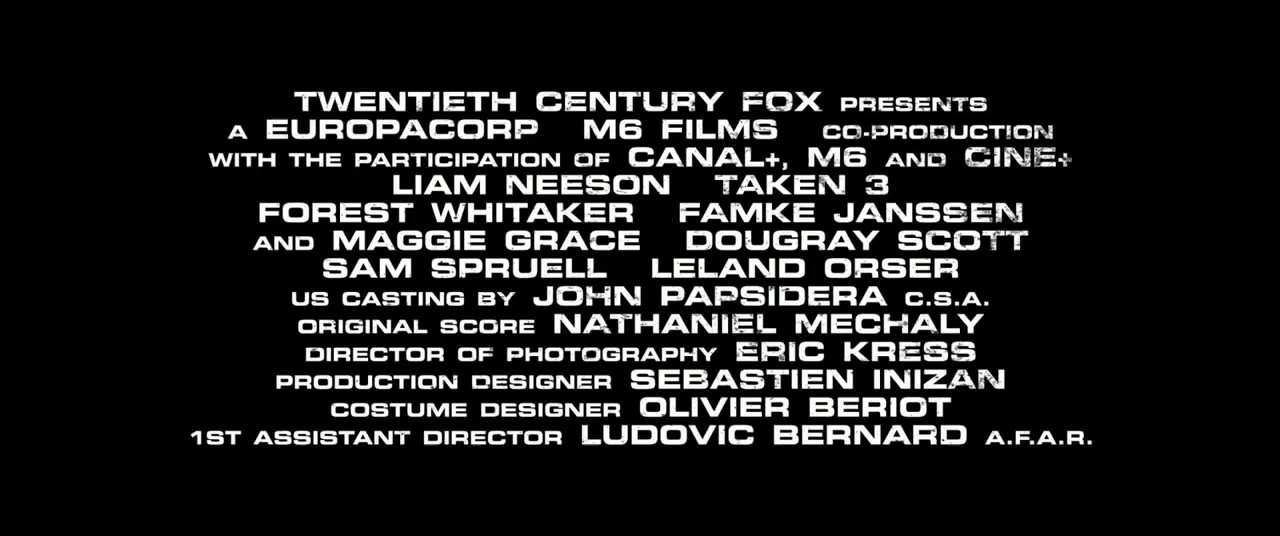 TWENTIETH CENTURY FOX PRESENTS
A EUROPACORP M6 FILMS CO-PRODUCTION
WITH THE PARTICIPATION OF CANAL+, M6 AND CINE+
LIAM NEESON TAKEN 3
FOREST WHITAKER FAMKE JANSSEN
AND MAGGIE GRACE DOUGRAY SCOTT
SAM SPRUELL LELAND ORSER
US CASTING BY JOHN PAPSIDERA C.S.A.
ORIGINAL SCORE NATHANIEL MECHALY
DIRECTOR OF PHOTOGRAPHY ERIC KRESS
PRODUCTION DESIGNER SEBASTIEN INIZAN
COSTUME DESIGNER OLIVIER BERIOT
1ST ASSISTANT DIRECTOR LUDOVIC BERNARD A.F.A.R.